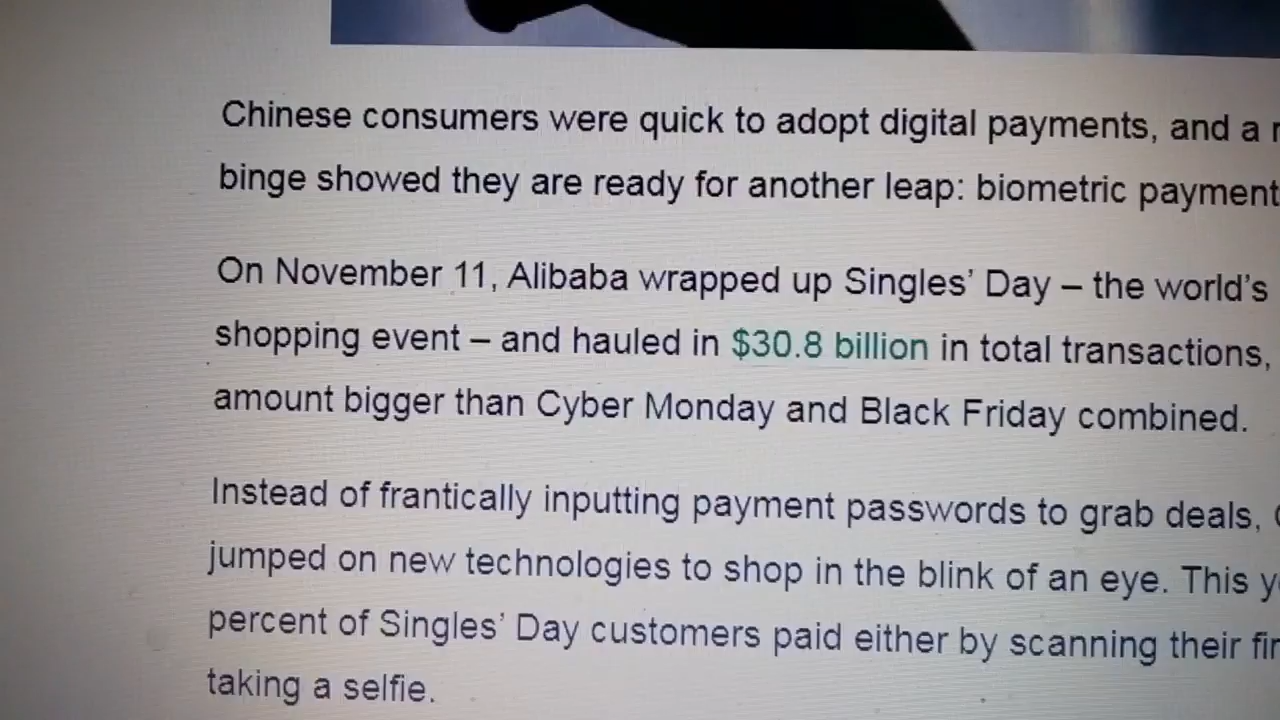 Chinese consumers were quick to adopt digital payments, and a
binge showed they are ready for another leap: biometric payment
On November 11, Alibaba wrapped up Singles’ Day – the world’s
shopping event – and hauled in $30.8 billion in total transactions,
amount bigger than Cyber Monday and Black Friday combined.
Instead of frantically inputting payment passwords to grab deals,
jumped on new technologies to shop in the blink of an eye. This
percent of Singles’ Day customers paid either by scanning their
taking a selfie.